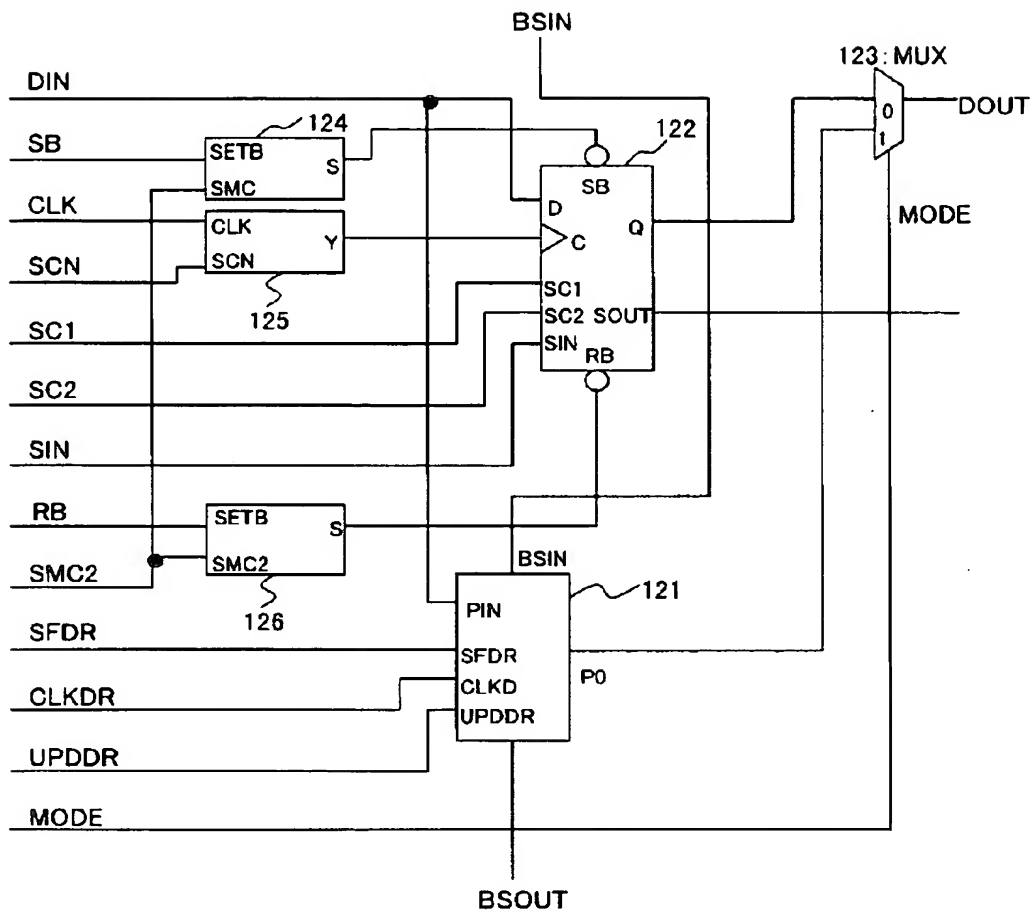 BSIN
123:MUX
DIN
0
DOUT
124
SB
SETB
S
122
1
SMC
SB
CLK
CLK
D
Q
MODE
Y
C
SCN
SCN
125
SC1
SC1
SC2
SOUT
SIN
RB
SC2
SIN
RB
SETB
S
SMC2
BSIN
SMC2
126
121
PIN
SFDR
SFDR
P0
CLKDR
CLKD
UPDDR
UPDDR
MODE
BSOUT